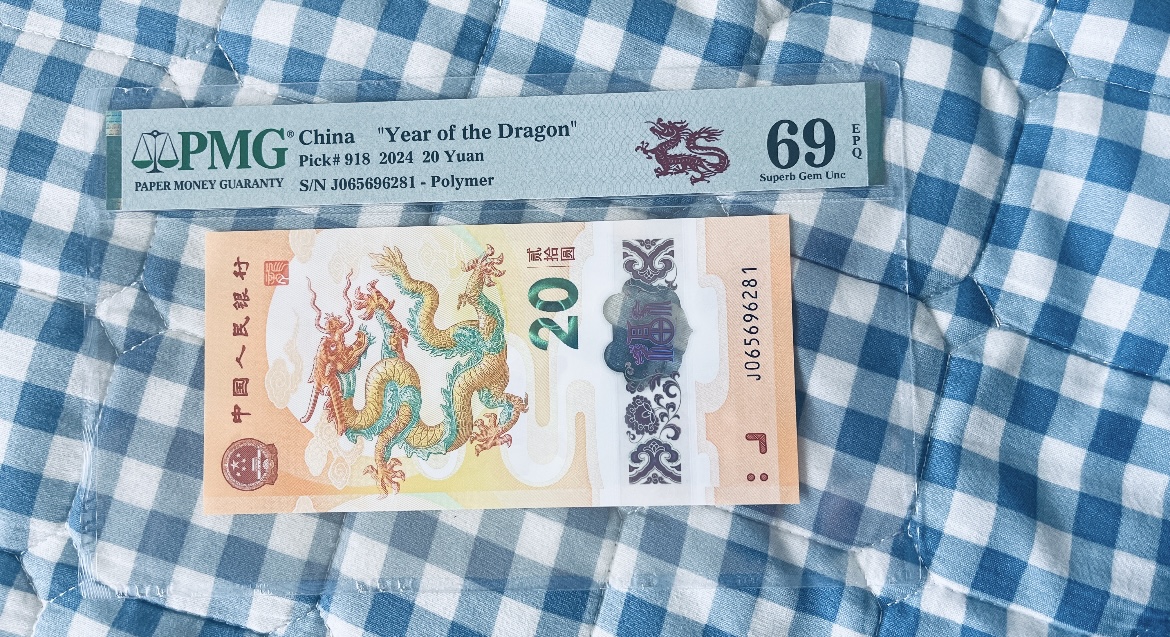 PMG®
PAPER MONEY GUARANTY
China "Year of the Dragon"
Pick# 918 2024 20 Yuan
S/N J065696281 - Polymer
69
EPQ
Superb Gem Unc
中国人民银行
贰拾圆
20
福
J065696281